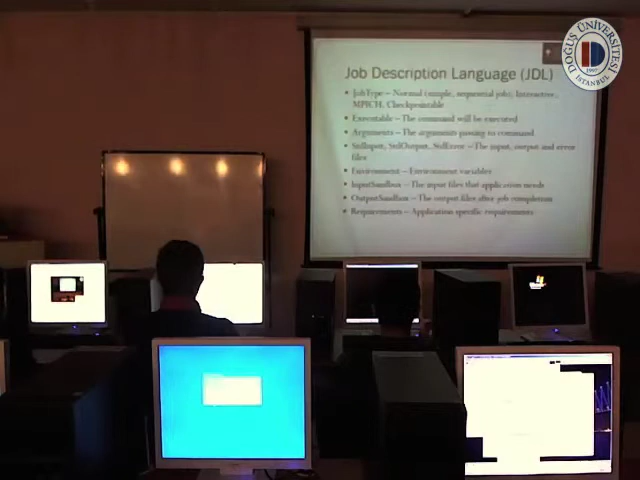 DOĞUŞ ÜNİVERSİTESİ
1997
İSTANBUL
Job Description Language (JDL)
• JobType – Normal (simple, sequential job), Interactive,
MPICH, Checkpointable
• Executable – The command will be executed
• Arguments – The arguments passing to command
• StdInput, StdOutput, StdError – The input, output and error
files
• Environment – Environment variables
• InputSandbox – The input files that application needs
• OutputSandbox – The output files after job completion
• Requirements – Application specific requirements